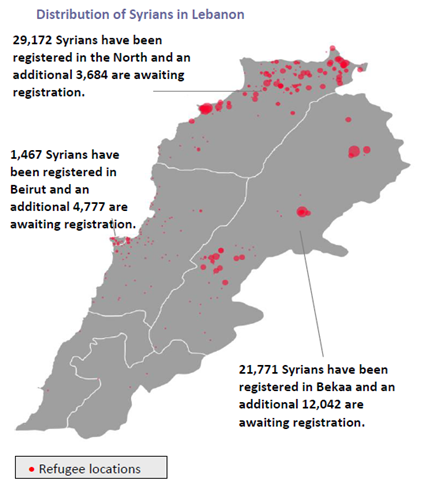 Distribution of Syrians in Lebanon
29,172 Syrians have been
registered in the North and an
additional 3,684 are awaiting
registration.
1,467 Syrians have
been registered in
Beirut and an
additional 4,777 are
awaiting registration.
21,771 Syrians have been
registered in Bekaa and an
additional 12,042 are
awaiting registration.
Refugee locations